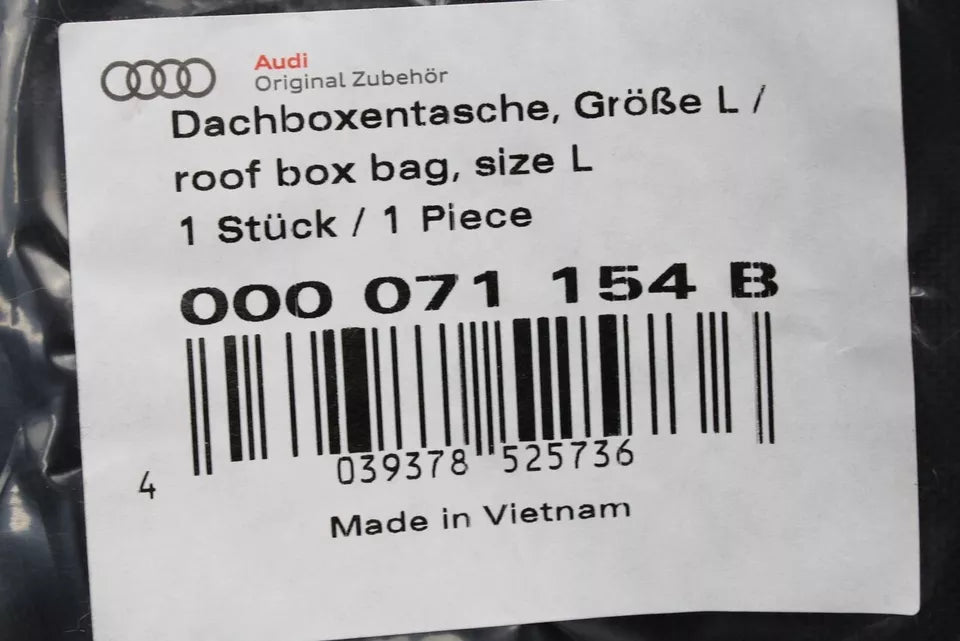 Audi
Original Zubehör
Dachboxentasche, Größe L /
roof box bag, size L
1 Stück / 1 Piece
000 071 154 B
4 039378 525736
Made in Vietnam